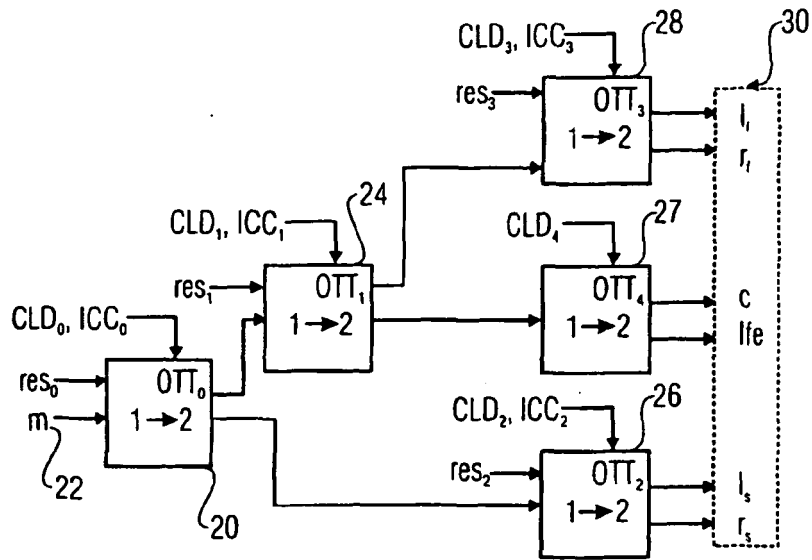 30
CLD₃, ICC₃
28
res₃
OTT₃
1→2
lf
rf
CLD₁, ICC₁
24
CLD₄
27
res₁
OTT₁
1→2
OTT₄
1→2
c
lfe
CLD₀, ICC₀
res₀
OTT₀
m
1→2
22
20
CLD₂, ICC₂
26
res₂
OTT₂
1→2
lₛ
rₛ